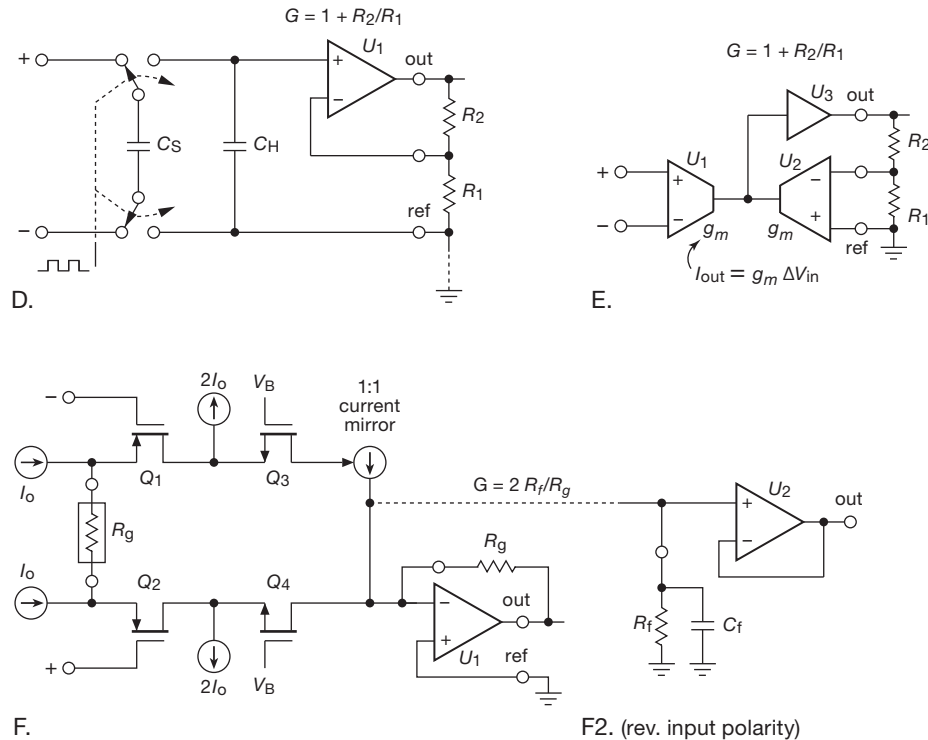 G = 1 + R2/R1
+
U1
+
out
−
CS
CH
R2
R1
ref
−
D.
G = 1 + R2/R1
U3
out
+
U1
+
−
−
gm
U2
−
+
gm
R2
R1
ref
Iout = gm ΔVin
E.
−
2Io
VB
1:1
current
mirror
Io
Q1
Q3
G = 2 Rf/Rg
+
U2
−
out
Rg
Io
Q2
Q4
Rg
−
out
+
U1
ref
Rf
Cf
+
2Io
VB
F.
F2. (rev. input polarity)